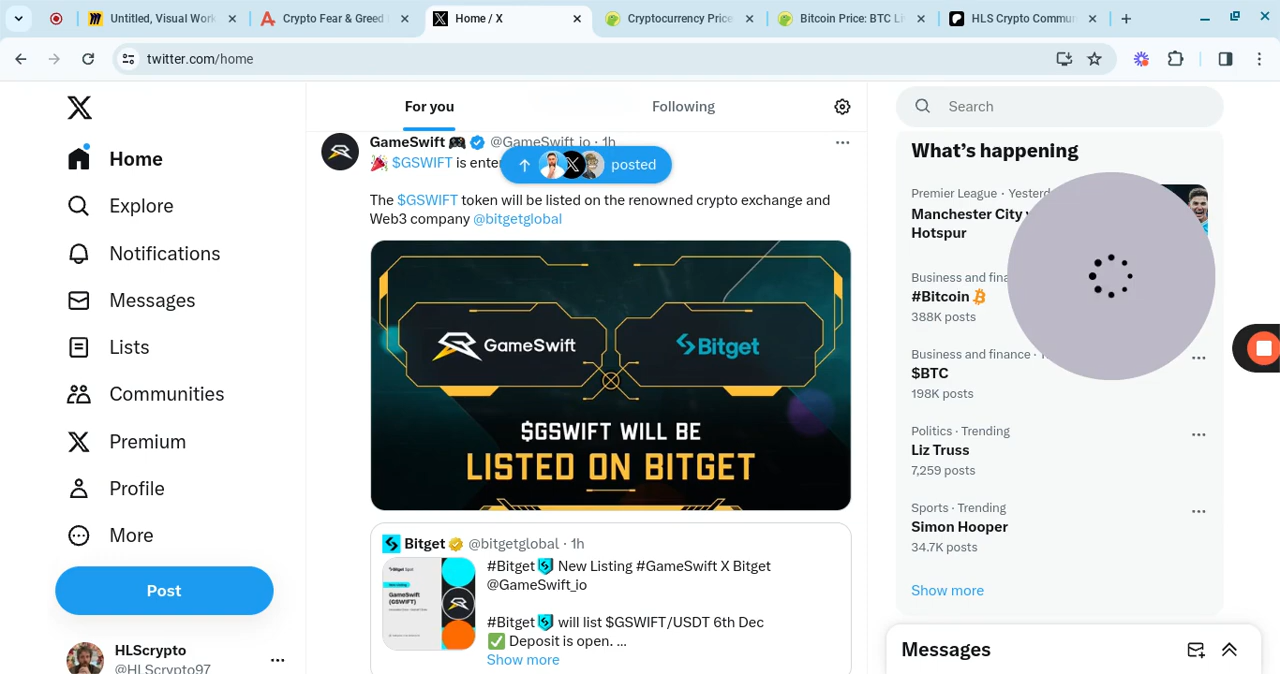 Untitled, Visual Work
Crypto Fear & Greed
Home / X
Cryptocurrency Price
Bitcoin Price: BTC Li
HLS Crypto Commu
twitter.com/home
For you
Following
Search
Home
Explore
Notifications
Messages
Lists
Communities
Premium
Profile
More
Post
HLScrypto
@HLScrypto97
GameSwift 🎮 @GameSwift_io · 1h
🎉 $GSWIFT is enter
posted
The $GSWIFT token will be listed on the renowned crypto exchange and
Web3 company @bitgetglobal
GameSwift
Bitget
$GSWIFT WILL BE
LISTED ON BITGET
Bitget @bitgetglobal · 1h
#Bitget New Listing #GameSwift X Bitget
@GameSwift_io
#Bitget will list $GSWIFT/USDT 6th Dec
✅ Deposit is open. ...
Show more
GameSwift
(GSWIFT)
What's happening
Premier League · Yesterd
Manchester City
Hotspur
Business and fina
#Bitcoin
388K posts
Business and finance ·
$BTC
198K posts
Politics · Trending
Liz Truss
7,259 posts
Sports · Trending
Simon Hooper
34.7K posts
Show more
Messages